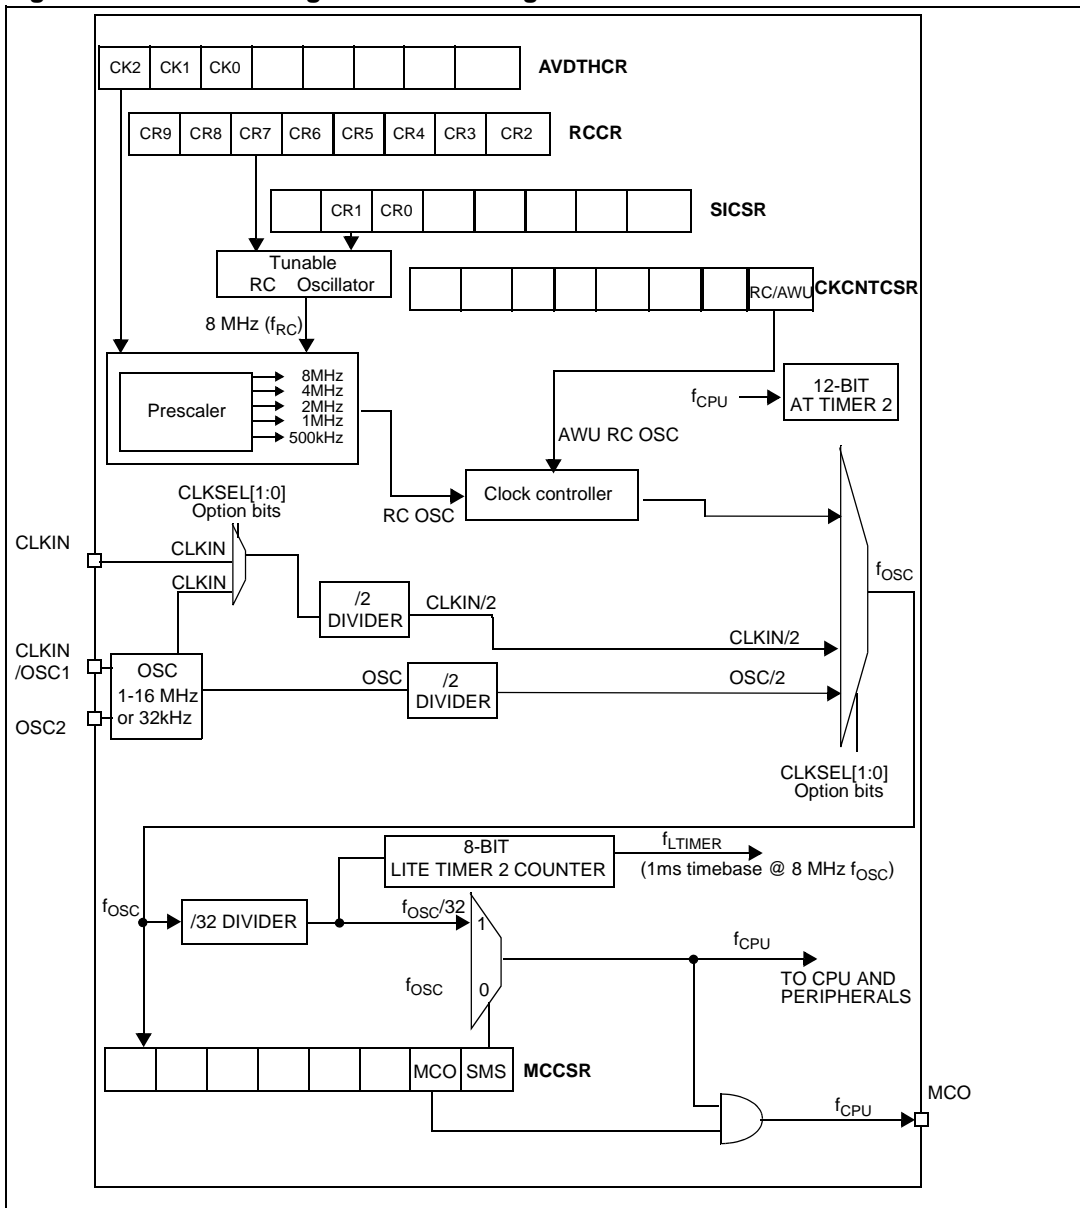 CK2 CK1 CK0 AVDTHCR
CR9 CR8 CR7 CR6 CR5 CR4 CR3 CR2 RCCR
CR1 CR0 SICSR
Tunable
RC Oscillator
RC/AWU CKCNTCSR
8 MHz (fRC)
Prescaler
8MHz
4MHz
2MHz
1MHz
500kHz
fCPU
12-BIT
AT TIMER 2
AWU RC OSC
Clock controller
RC OSC
CLKSEL[1:0]
Option bits
CLKIN
CLKIN
CLKIN
/2
DIVIDER
CLKIN/2
fOSC
CLKIN/2
CLKIN
/OSC1
OSC2
OSC
1-16 MHz
or 32kHz
OSC
/2
DIVIDER
OSC/2
CLKSEL[1:0]
Option bits
8-BIT
LITE TIMER 2 COUNTER
fLTIMER
(1ms timebase @ 8 MHz fOSC)
fOSC
/32 DIVIDER
fOSC/32
1
fCPU
TO CPU AND
PERIPHERALS
fOSC
0
MCO SMS MCCSR
fCPU
MCO